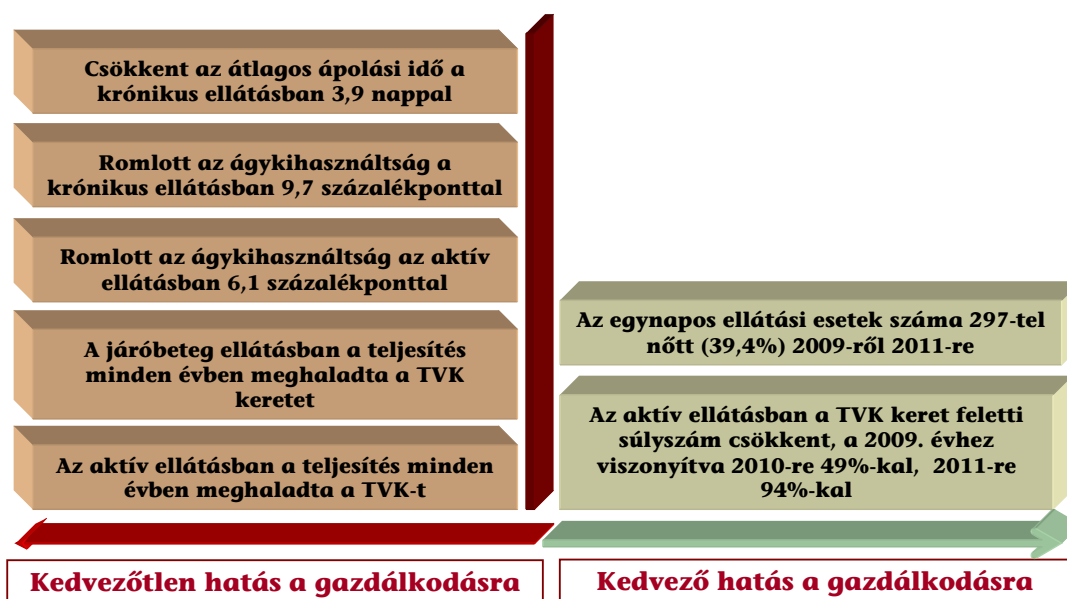 Csökkent az átlagos ápolási idő a
krónikus ellátásban 3,9 nappal
Romlott az ágykihasználtság a
krónikus ellátásban 9,7 százalékponttal
Romlott az ágykihasználtság az aktív
ellátásban 6,1 százalékponttal
A járóbeteg ellátásban a teljesítés
minden évben meghaladta a TVK
keretet
Az aktív ellátásban a teljesítés minden
évben meghaladta a TVK-t
Kedvezőtlen hatás a gazdálkodásra
Az egynapos ellátási esetek száma 297-tel
nőtt (39,4%) 2009-ről 2011-re
Az aktív ellátásban a TVK keret feletti
súlyszám csökkent, a 2009. évhez
viszonyítva 2010-re 49%-kal, 2011-re
94%-kal
Kedvező hatás a gazdálkodásra